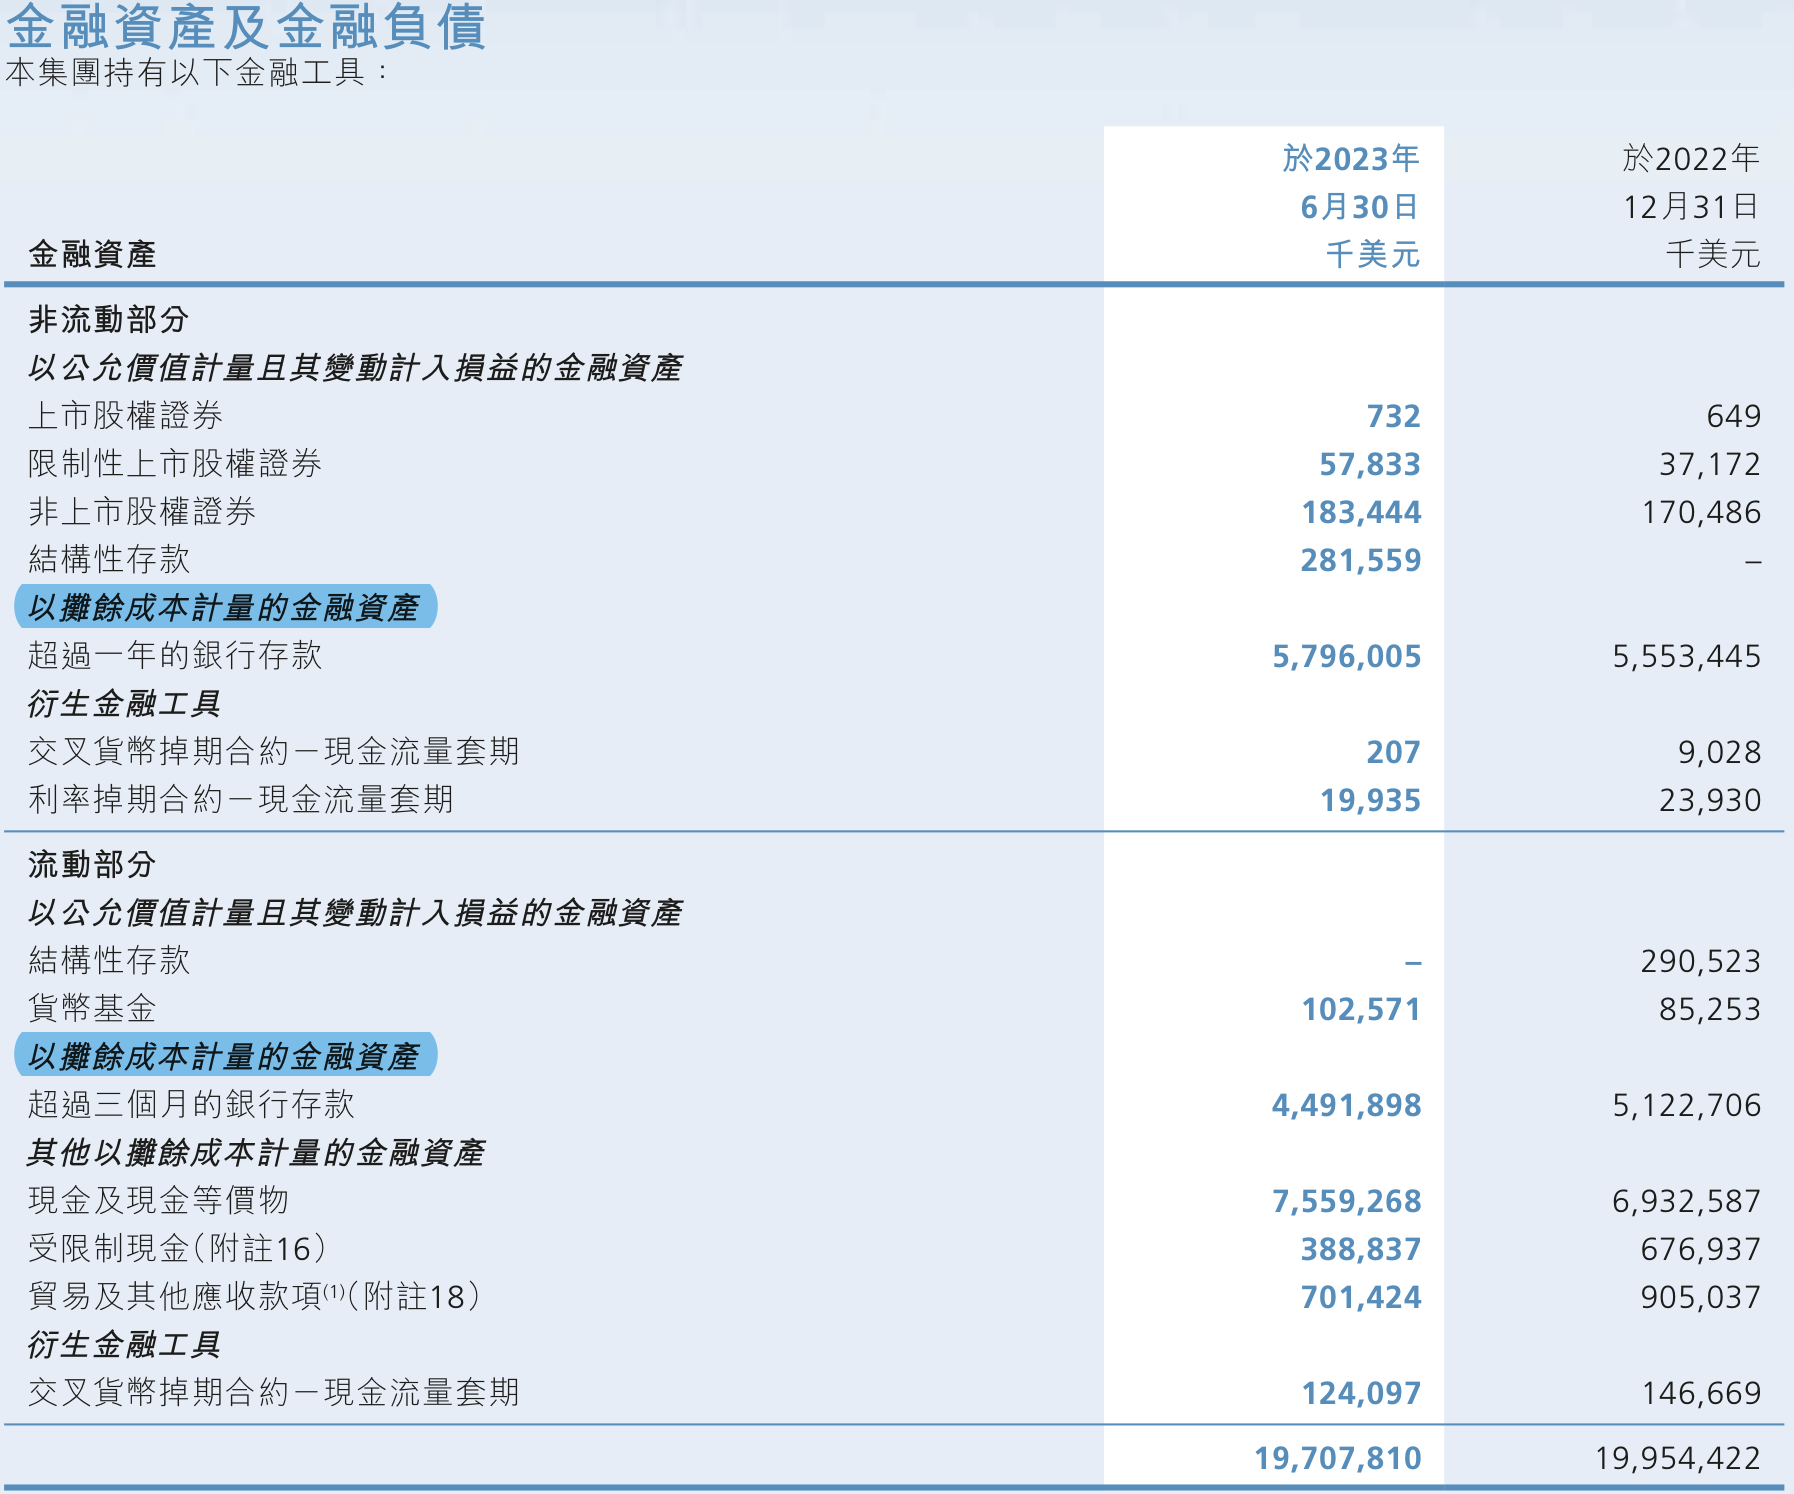 金融資產及金融負債
本集團持有以下金融工具：
於2023年 於2022年
6月30日 12月31日
金融資產 千美元 千美元
非流動部分
以公允價值計量且其變動計入損益的金融資產
上市股權證券 732 649
限制性上市股權證券 57,833 37,172
非上市股權證券 183,444 170,486
結構性存款 281,559 –
以攤餘成本計量的金融資產
超過一年的銀行存款 5,796,005 5,553,445
衍生金融工具
交叉貨幣掉期合約－現金流量套期 207 9,028
利率掉期合約－現金流量套期 19,935 23,930
流動部分
以公允價值計量且其變動計入損益的金融資產
結構性存款 – 290,523
貨幣基金 102,571 85,253
以攤餘成本計量的金融資產
超過三個月的銀行存款 4,491,898 5,122,706
其他以攤餘成本計量的金融資產
現金及現金等價物 7,559,268 6,932,587
受限制現金（附註16） 388,837 676,937
貿易及其他應收款項(1)（附註18） 701,424 905,037
衍生金融工具
交叉貨幣掉期合約－現金流量套期 124,097 146,669
19,707,810 19,954,422